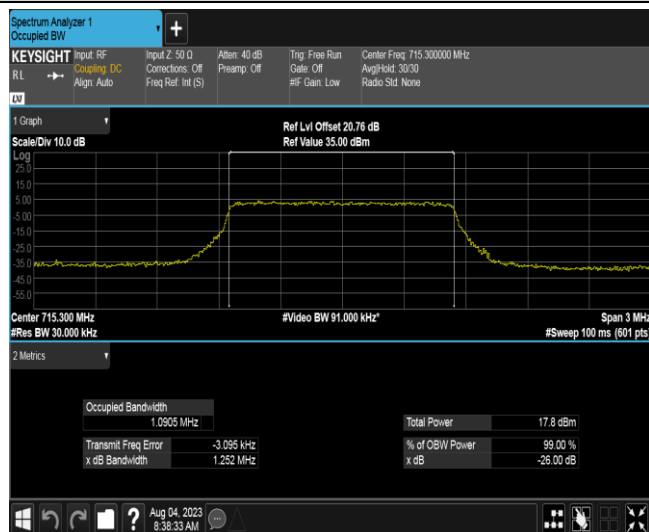 Spectrum Analyzer 1
Occupied BW
+
KEYSIGHT Input: RF Input Z: 50 Ω Atten: 40 dB Trig: Free Run Center Freq: 715.300000 MHz
RL Coupling: DC Corrections: Off Preamp: Off Gate: Off Avg|Hold: 30/30
Align: Auto Freq Ref: Int (S) #IF Gain: Low Radio Std: None
LXI
1 Graph Ref Lvl Offset 20.76 dB
Scale/Div 10.0 dB Ref Value 35.00 dBm
Log
25.0
15.0
5.00
-5.00
-15.0
-25.0
-35.0
-45.0
-55.0
Center 715.300 MHz #Video BW 91.000 kHz* Span 3 MHz
#Res BW 30.000 kHz #Sweep 100 ms (601 pts)
2 Metrics
Occupied Bandwidth
1.0905 MHz Total Power 17.8 dBm
Transmit Freq Error -3.095 kHz % of OBW Power 99.00 %
x dB Bandwidth 1.252 MHz x dB -26.00 dB
? Aug 04, 2023
8:38:33 AM